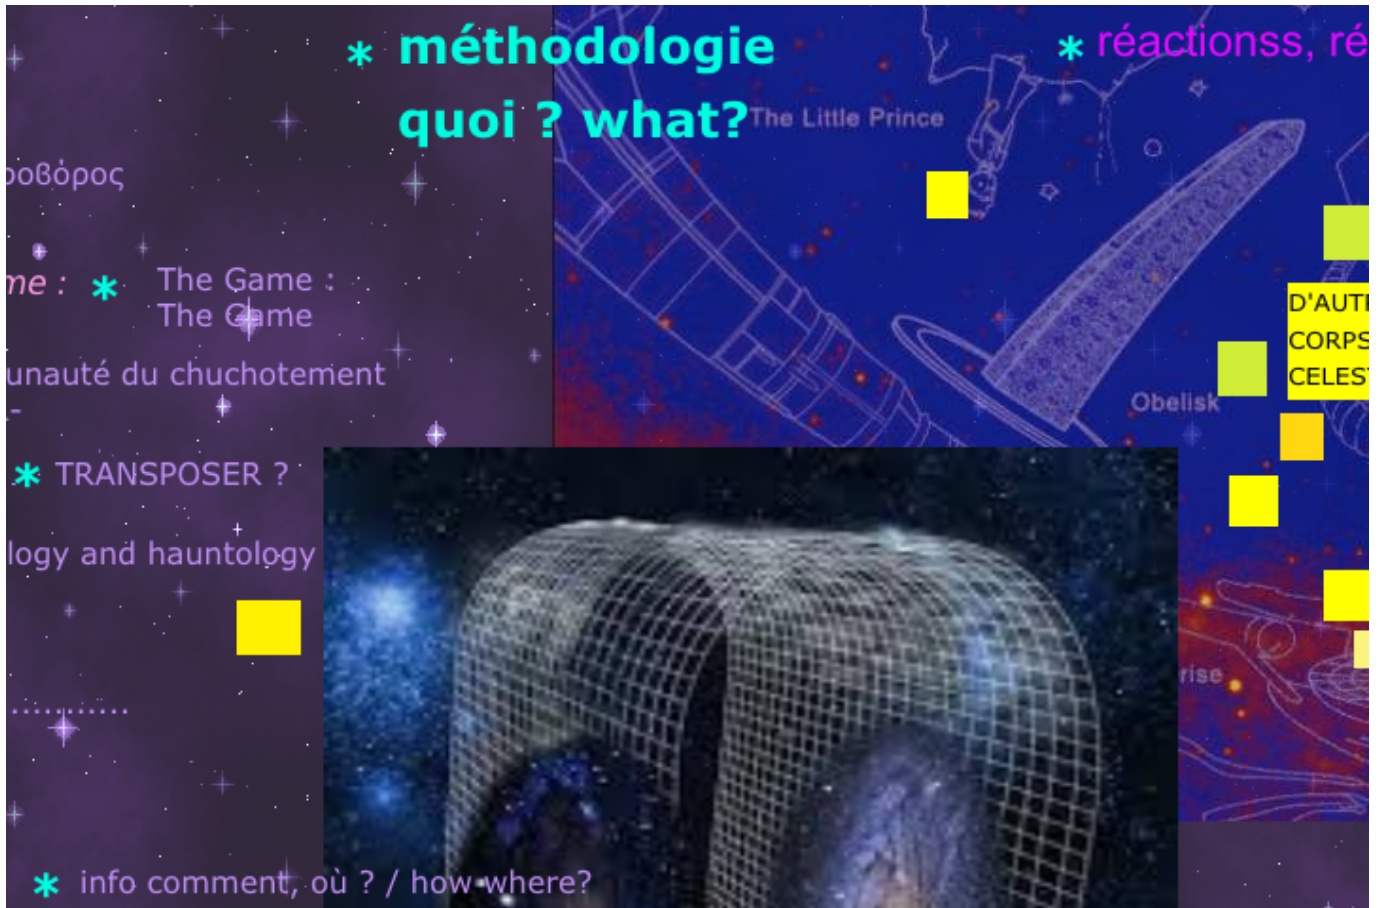 * méthodologie
quoi ? what?
* réactionss, ré
The Little Prince
ροβόρος
me : * The Game :
The Game
D'AUT
CORPS
CELES
unauté du chuchotement
-
Obelisk
* TRANSPOSER ?
logy and hauntology
rise
............
* info comment, où ? / how where?